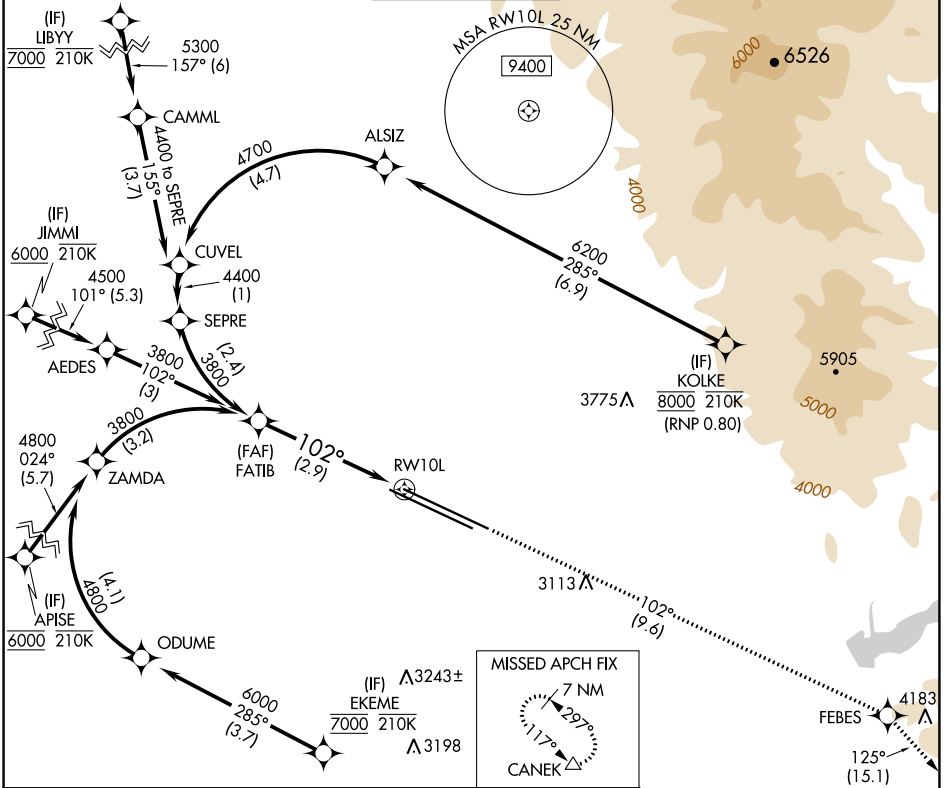 (IF)
LIBYY
7000 210K
5300
157° (6)
CAMML
4400 to SEPRE
155°
(3.7)
MSA RW10L 25 NM
9400
6000
6526
ALSIZ
4700
(4.7)
4000
(IF)
JIMMI
6000 210K
4500
101° (5.3)
CUVEL
4400
(1)
6200
285°
(6.9)
SEPRE
AEDES
3800
102°
(3)
(2.4)
3800
(IF)
KOLKE
8000 210K
(RNP 0.80)
3775
5905
5000
4000
4800
024°
(5.7)
3800
(3.2)
ZAMDA
(FAF)
FATIB
102°
(2.9)
RW10L
(IF)
APISE
6000 210K
(4.1)
4800
3113
102°
(9.6)
ODUME
6000
285°
(3.7)
(IF)
EKEME
7000 210K
3243±
3198
MISSED APCH FIX
7 NM
297°
117°
CANEK
FEBES
4183
125°
(15.1)